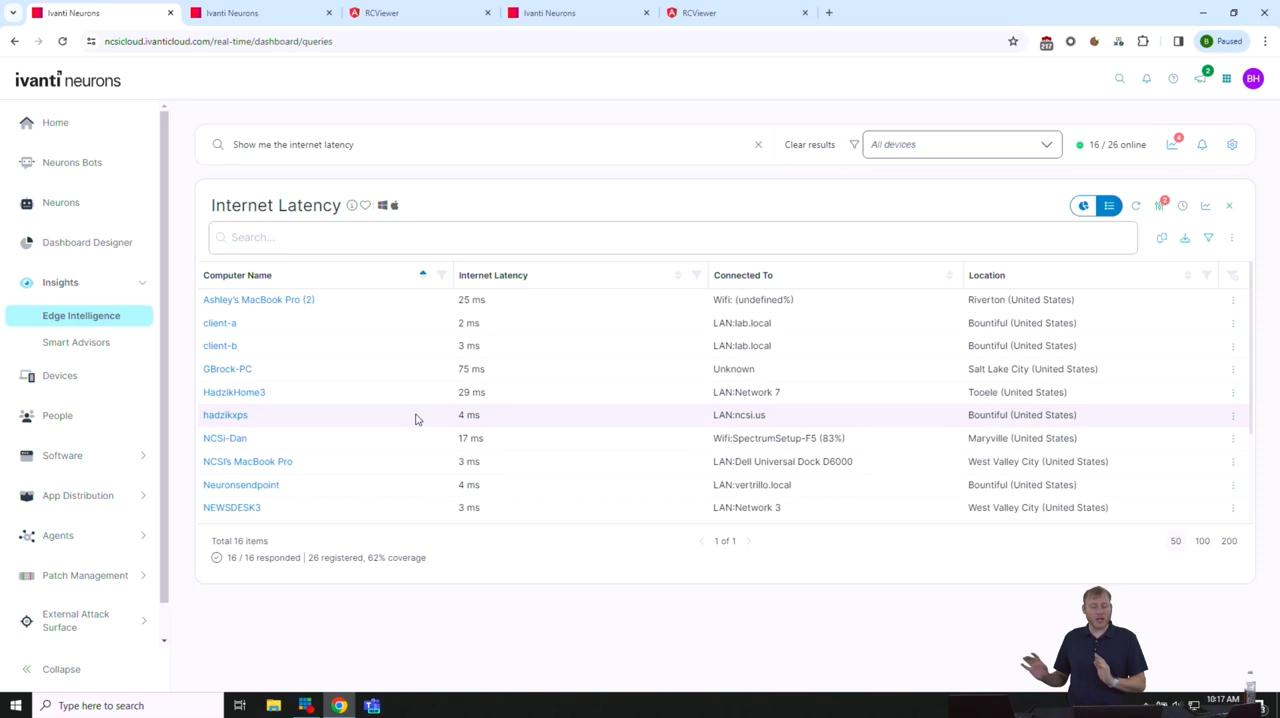 Ivanti Neurons
Ivanti Neurons
RCViewer
Ivanti Neurons
RCViewer
ncsicloud.ivanticloud.com/real-time/dashboard/queries
217
B
Paused
ivanti neurons
2
BH
Home
Neurons Bots
Neurons
Dashboard Designer
Insights
Edge Intelligence
Smart Advisors
Devices
People
Software
App Distribution
Agents
Patch Management
External Attack
Surface
Collapse
Show me the internet latency
Clear results
All devices
16 / 26 online
4
Internet Latency
2
Search...
Computer Name Internet Latency Connected To Location
Ashley's MacBook Pro (2) 25 ms Wifi: (undefined%) Riverton (United States)
client-a 2 ms LAN:lab.local Bountiful (United States)
client-b 3 ms LAN:lab.local Bountiful (United States)
GBrock-PC 75 ms Unknown Salt Lake City (United States)
HadzikHome3 29 ms LAN:Network 7 Tooele (United States)
hadzikxps 4 ms LAN:ncsi.us Bountiful (United States)
NCSi-Dan 17 ms Wifi:SpectrumSetup-F5 (83%) Maryville (United States)
NCSI's MacBook Pro 3 ms LAN:Dell Universal Dock D6000 West Valley City (United States)
Neuronsendpoint 4 ms LAN:vertrillo.local Bountiful (United States)
NEWSDESK3 3 ms LAN:Network 3 West Valley City (United States)
Total 16 items
1 of 1
50 100 200
16 / 16 responded | 26 registered, 62% coverage
Type here to search
10:17 AM